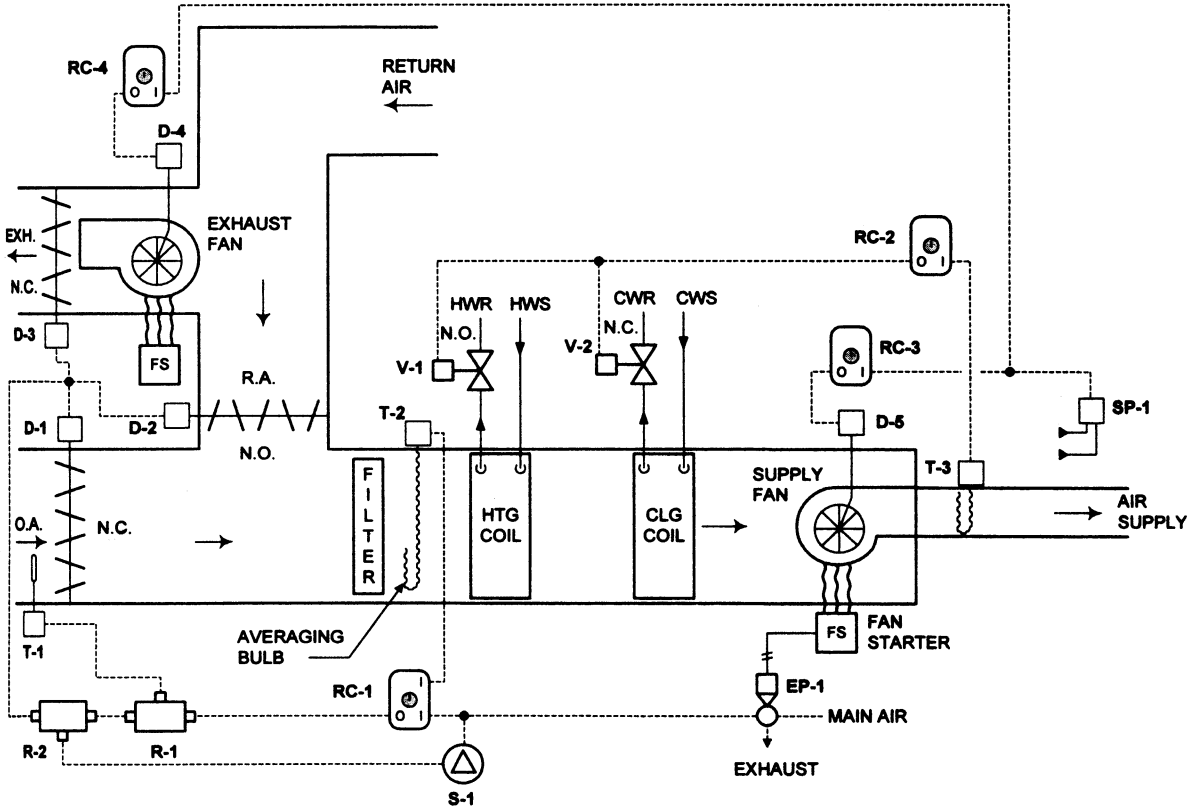 RC-4
O I
RETURN
AIR
D-4
EXH.
N.C.
EXHAUST
FAN
RC-2
O I
HWR
HWS
CWR
CWS
N.O.
N.C.
D-3
FS
V-1
V-2
RC-3
O I
R.A.
SP-1
D-1
D-2
T-2
D-5
N.O.
T-3
FILTER
SUPPLY
FAN
O.A.
N.C.
HTG
COIL
CLG
COIL
AIR
SUPPLY
T-1
AVERAGING
BULB
FS
FAN
STARTER
RC-1
I
O I
EP-1
MAIN AIR
R-2
R-1
EXHAUST
S-1